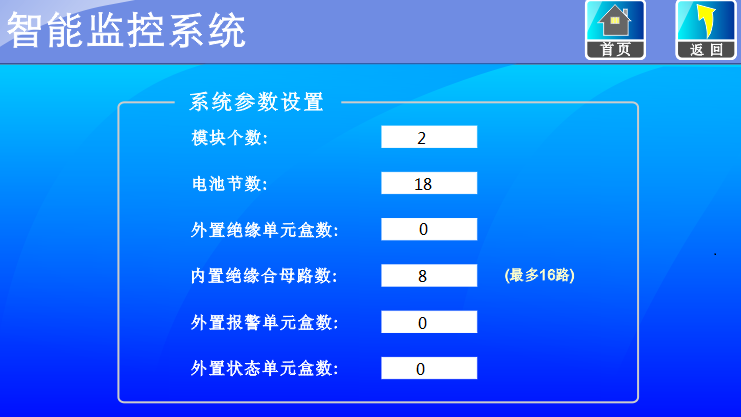 智能监控系统
首页
返回
系统参数设置
模块个数: 2
电池节数: 18
外置绝缘单元盒数: 0
内置绝缘合母路数: 8 (最多16路)
外置报警单元盒数: 0
外置状态单元盒数: 0